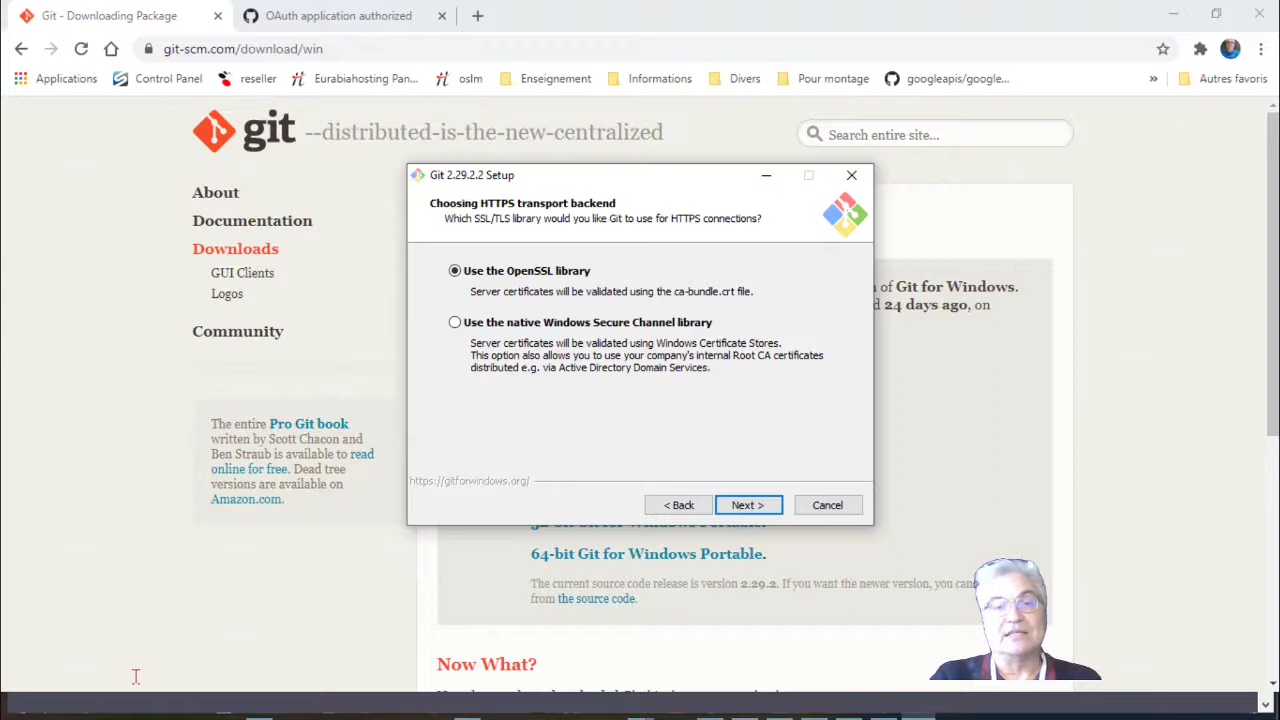 Git - Downloading Package
OAuth application authorized
git-scm.com/download/win
Applications
Control Panel
reseller
Eurabiahosting Pan...
oslm
Enseignement
Informations
Divers
Pour montage
googleapis/google...
»
Autres favoris
git --distributed-is-the-new-centralized
Search entire site...
About
Documentation
Downloads
GUI Clients
Logos
Community
The entire Pro Git book
written by Scott Chacon and
Ben Straub is available to read
online for free. Dead tree
versions are available on
Amazon.com.
Git 2.29.2.2 Setup
Choosing HTTPS transport backend
Which SSL/TLS library would you like Git to use for HTTPS connections?
Use the OpenSSL library
Server certificates will be validated using the ca-bundle.crt file.
Use the native Windows Secure Channel library
Server certificates will be validated using Windows Certificate Stores.
This option also allows you to use your company's internal Root CA certificates
distributed e.g. via Active Directory Domain Services.
https://gitforwindows.org/
< Back
Next >
Cancel
of Git for Windows.
24 days ago, on
32-bit Git for Windows Portable.
64-bit Git for Windows Portable.
The current source code release is version 2.29.2. If you want the newer version, you can
from the source code.
Now What?